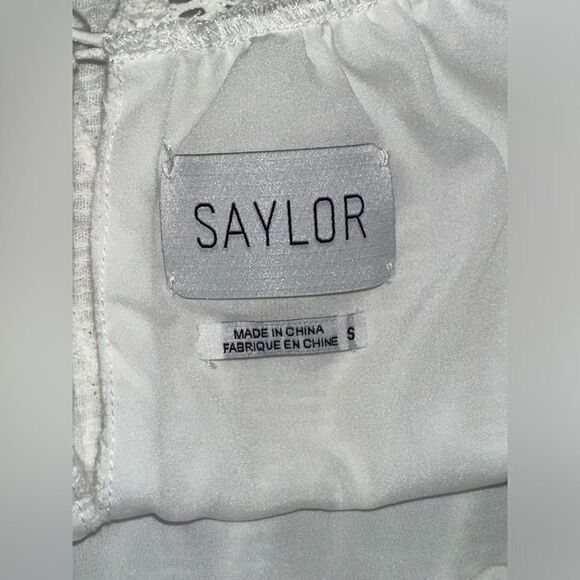 SAYLOR
MADE IN CHINA
FABRIQUE EN CHINE
S